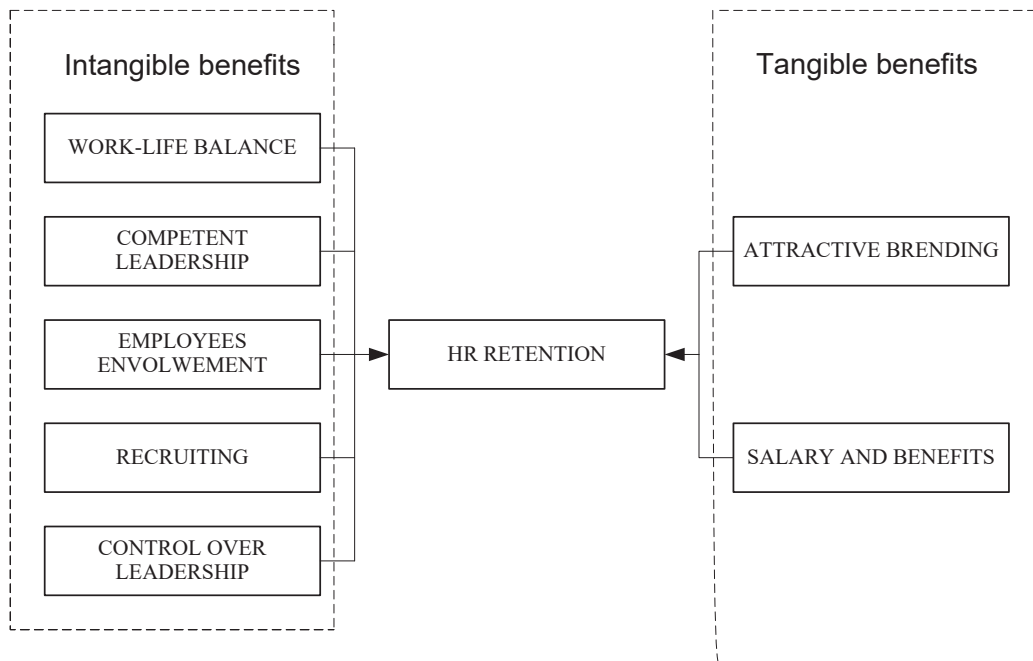 Intangible benefits
WORK-LIFE BALANCE
COMPETENT
LEADERSHIP
EMPLOYEES
ENVOLWEMENT
RECRUITING
CONTROL OVER
LEADERSHIP
HR RETENTION
Tangible benefits
ATTRACTIVE BRENDING
SALARY AND BENEFITS